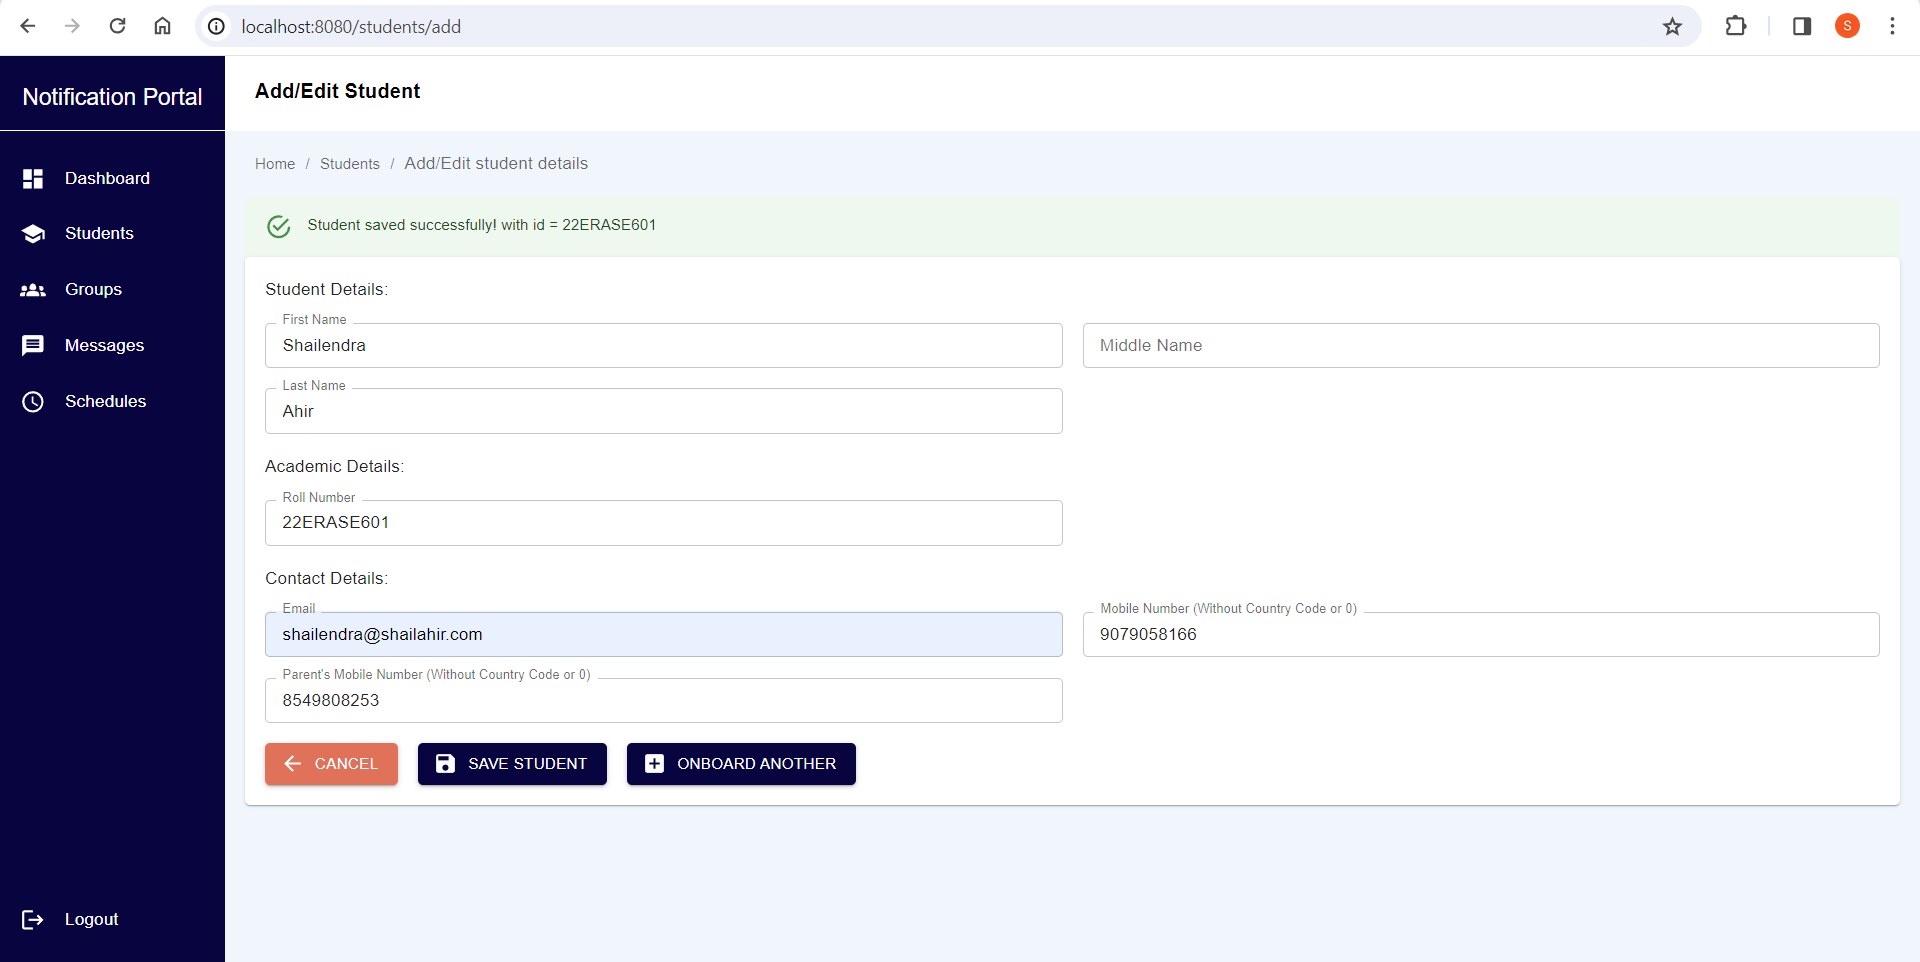 localhost:8080/students/add
S
Notification Portal
Dashboard
Students
Groups
Messages
Schedules
Logout
Add/Edit Student
Home / Students / Add/Edit student details
Student saved successfully! with id = 22ERASE601
Student Details:
First Name
Shailendra
Middle Name
Last Name
Ahir
Academic Details:
Roll Number
22ERASE601
Contact Details:
Email
shailendra@shailahir.com
Mobile Number (Without Country Code or 0)
9079058166
Parent's Mobile Number (Without Country Code or 0)
8549808253
CANCEL
SAVE STUDENT
ONBOARD ANOTHER